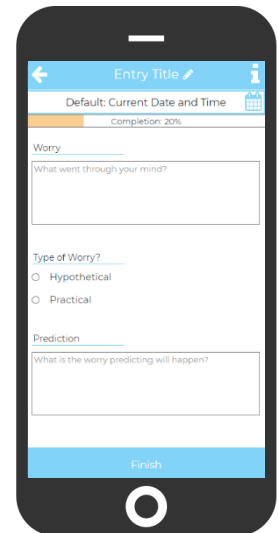 Entry Title
Default: Current Date and Time
Completion: 20%
Worry
What went through your mind?
Type of Worry?
Hypothetical
Practical
Prediction
What is the worry predicting will happen?
Finish